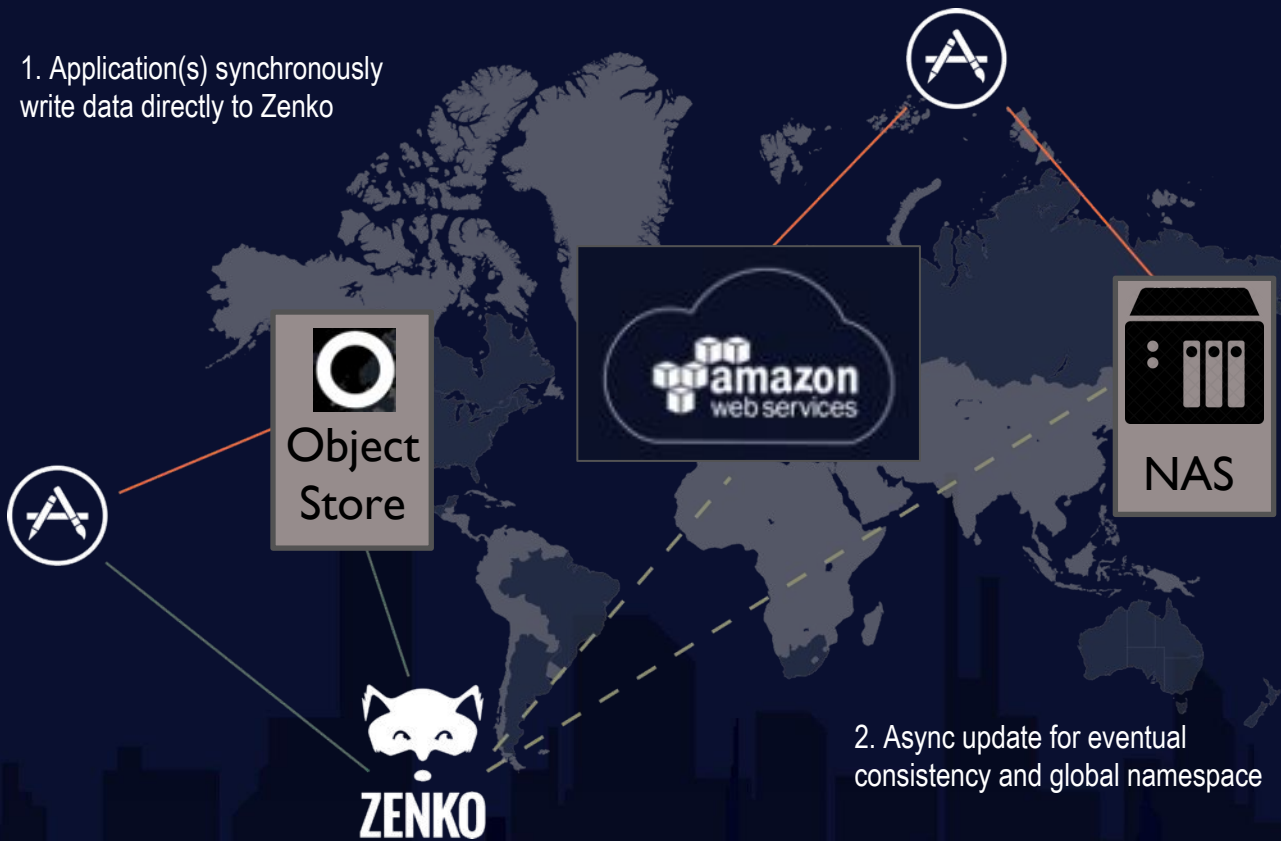 1. Application(s) synchronously
write data directly to Zenko
amazon
web services
Object
Store
NAS
2. Async update for eventual
consistency and global namespace
ZENKO